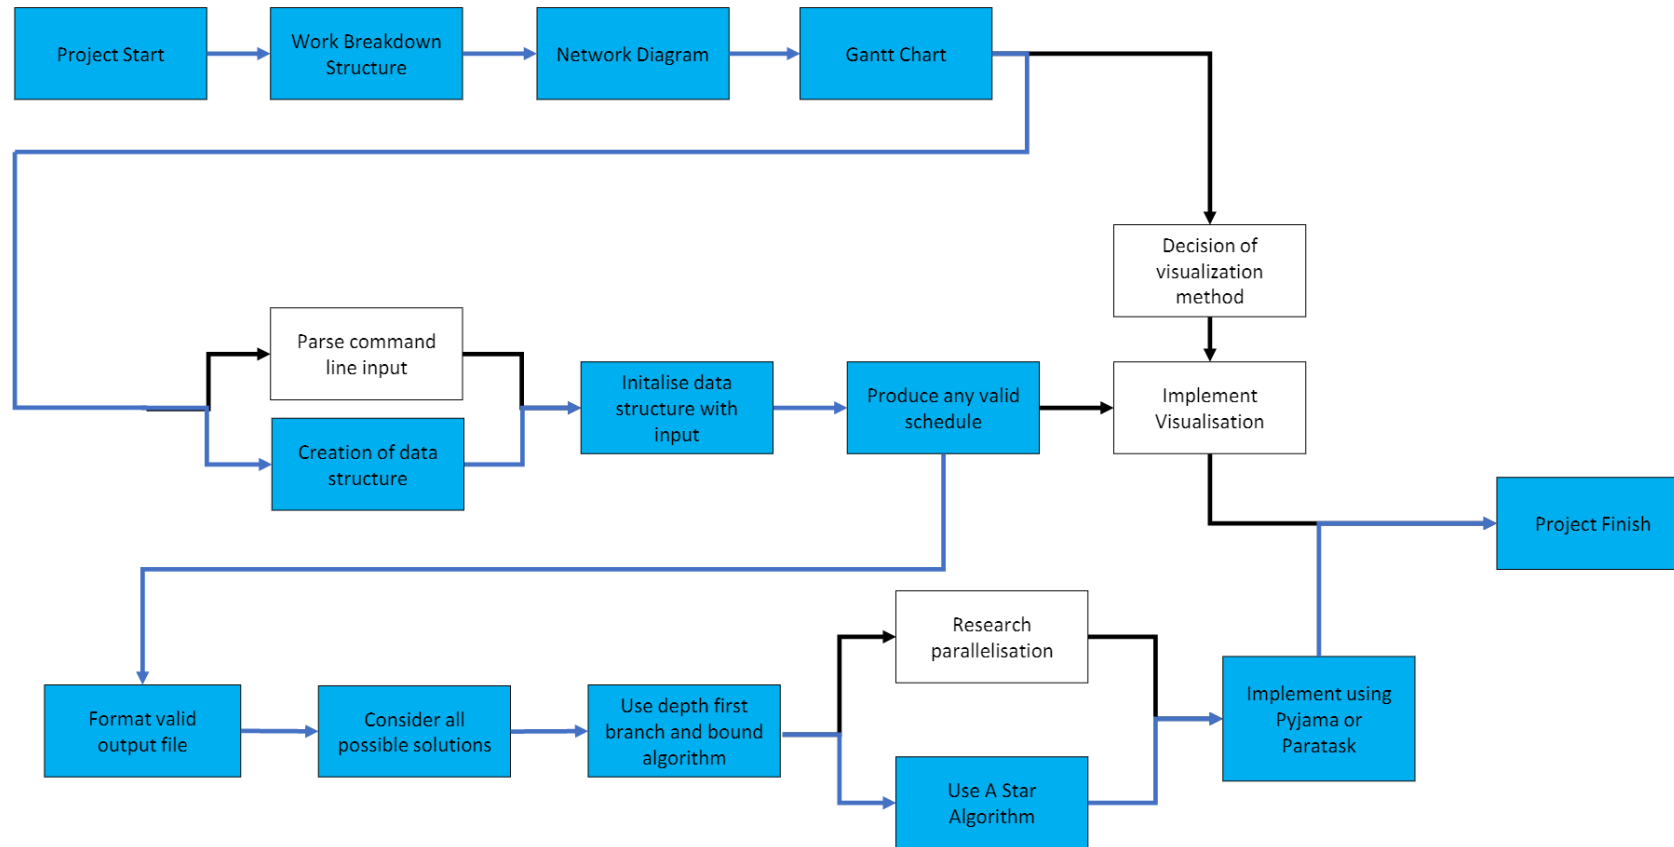 Project Start
Work Breakdown
Structure
Network Diagram
Gantt Chart
Decision of
visualization
method
Parse command
line input
Creation of data
structure
Initalise data
structure with
input
Produce any valid
schedule
Implement
Visualisation
Project Finish
Format valid
output file
Consider all
possible solutions
Use depth first
branch and bound
algorithm
Research
parallelisation
Use A Star
Algorithm
Implement using
Pyjama or
Paratask